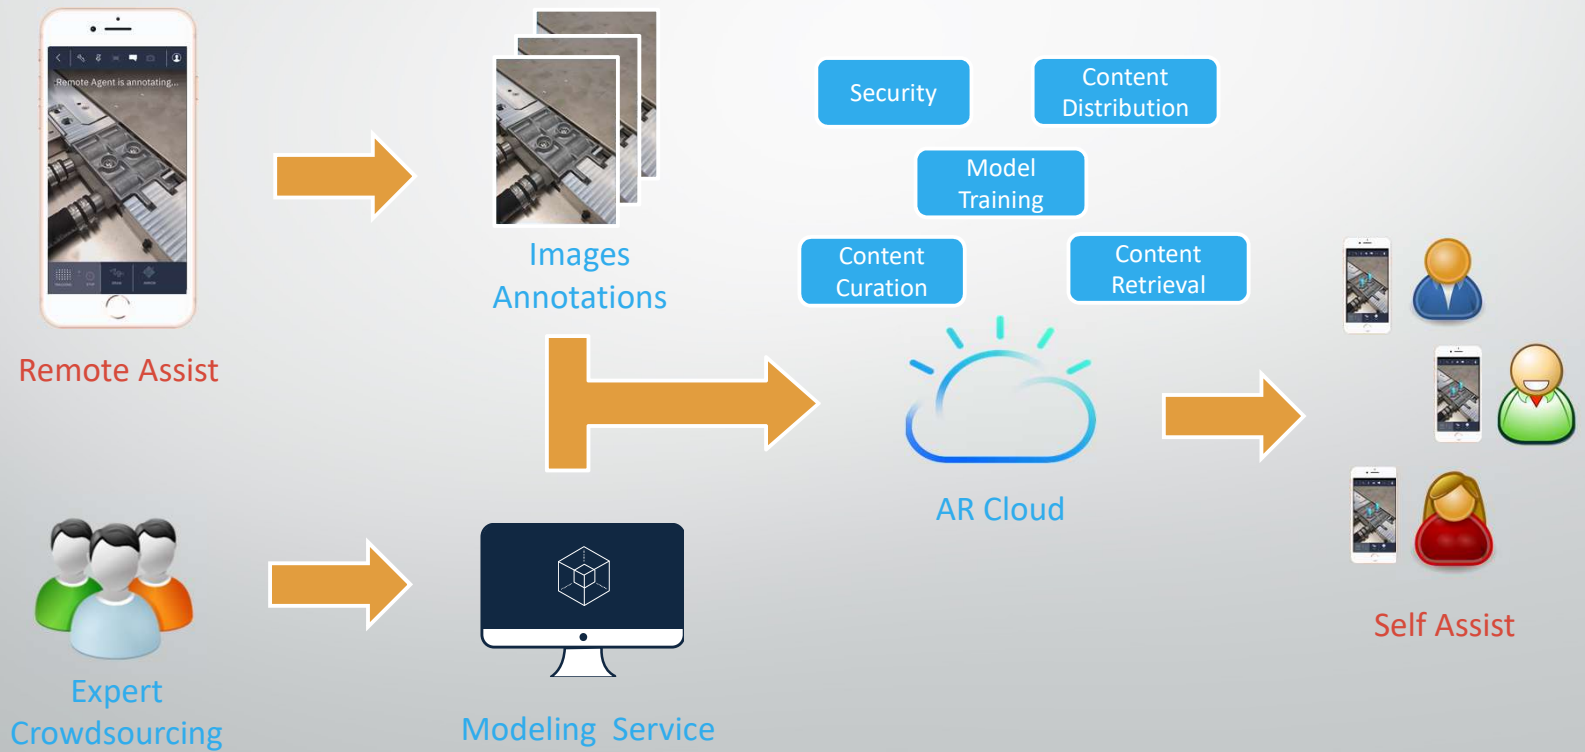 Remote Agent is annotating...
Remote Assist
Images
Annotations
Security
Content
Distribution
Model
Training
Content
Curation
Content
Retrieval
AR Cloud
Self Assist
Expert
Crowdsourcing
Modeling Service